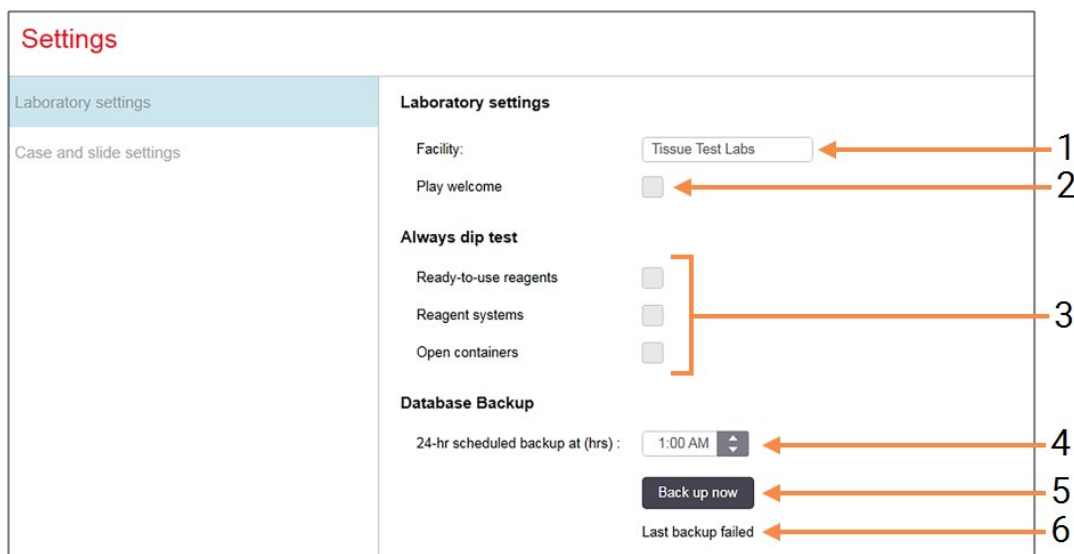 Settings
Laboratory settings
Case and slide settings
Laboratory settings
Facility: Tissue Test Labs 1
Play welcome 2
Always dip test
Ready-to-use reagents
Reagent systems 3
Open containers
Database Backup
24-hr scheduled backup at (hrs) : 1:00 AM 4
Back up now 5
Last backup failed 6